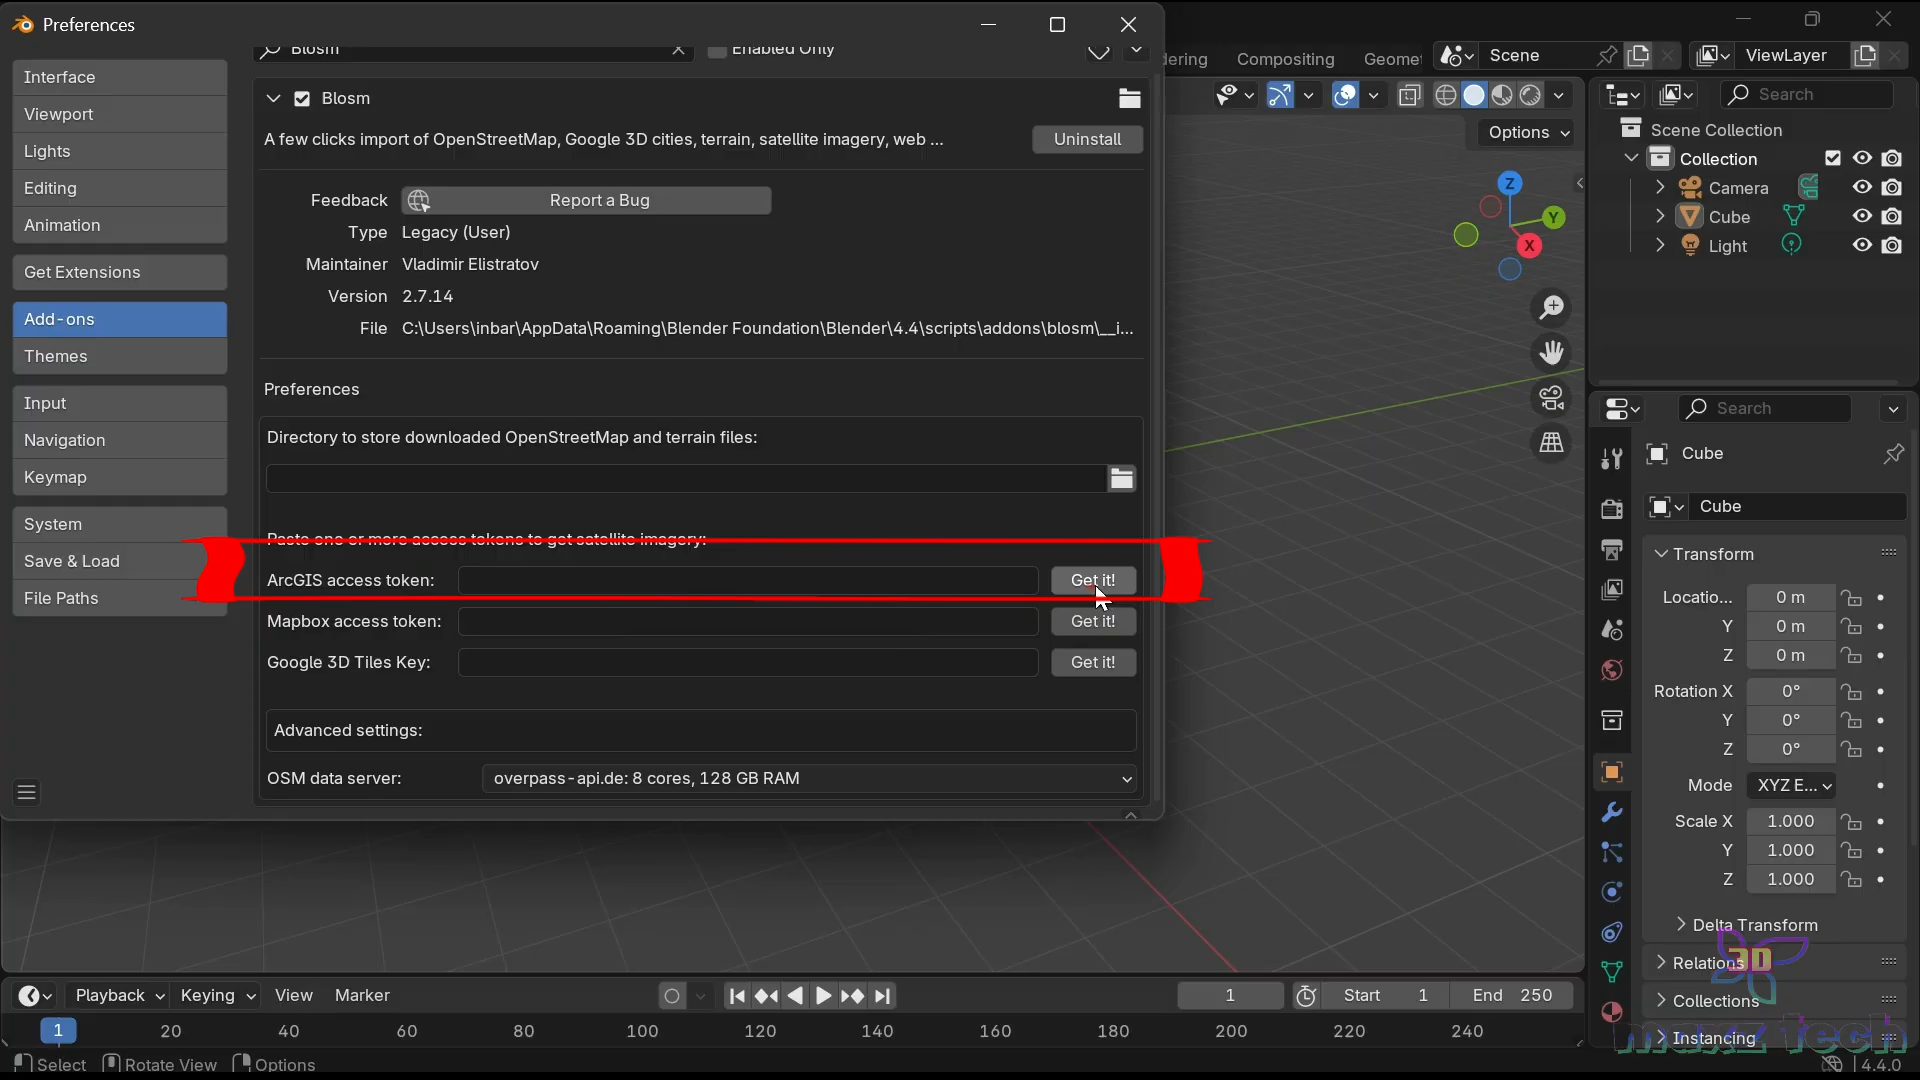 Preferences
Blosm
Enabled Only
Interface
Viewport
Lights
Editing
Animation
Get Extensions
Add-ons
Themes
Input
Navigation
Keymap
System
Save & Load
File Paths
Blosm
A few clicks import of OpenStreetMap, Google 3D cities, terrain, satellite imagery, web ...
Uninstall
Feedback
Report a Bug
Type Legacy (User)
Maintainer Vladimir Elistratov
Version 2.7.14
File C:\Users\inbar\AppData\Roaming\Blender Foundation\Blender\4.4\scripts\addons\blosm\__i...
Preferences
Directory to store downloaded OpenStreetMap and terrain files:
Paste one or more access tokens to get satellite imagery:
ArcGIS access token:
Get it!
Mapbox access token:
Get it!
Google 3D Tiles Key:
Get it!
Advanced settings:
OSM data server:
overpass-api.de: 8 cores, 128 GB RAM
dering
Compositing
Geomet
Scene
ViewLayer
Options
Z
Y
X
Search
Scene Collection
Collection
Camera
Cube
Light
Search
Cube
Cube
Transform
Locatio... 0 m
Y 0 m
Z 0 m
Rotation X 0°
Y 0°
Z 0°
Mode XYZ E...
Scale X 1.000
Y 1.000
Z 1.000
Delta Transform
Relations
Collections
Instancing
3D
maxz tech
Playback
Keying
View
Marker
1
Start 1
End 250
1 20 40 60 80 100 120 140 160 180 200 220 240
Select
Rotate View
Options
4.4.0